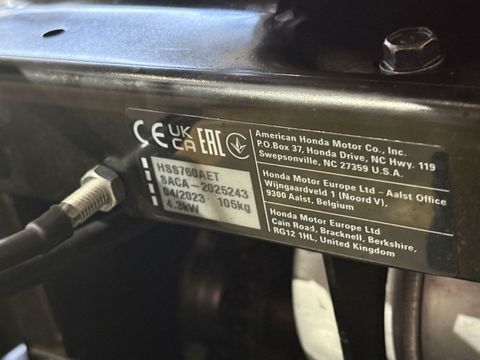 CE UK CA EAC
HSS760AET
SACA-2025243
2023 105kg
4.3kW
American Honda Motor Co., Inc.
P.O.Box 37, Honda Drive, NC Hwy. 119
Swepsonville, NC 27359 U.S.A.
Honda Motor Europe Ltd – Aalst Office
Wijngaardveld 1 (Noord V),
9300 Aalst, Belgium
Honda Motor Europe Ltd
Cain Road, Bracknell, Berkshire,
RG12 1HL, United Kingdom